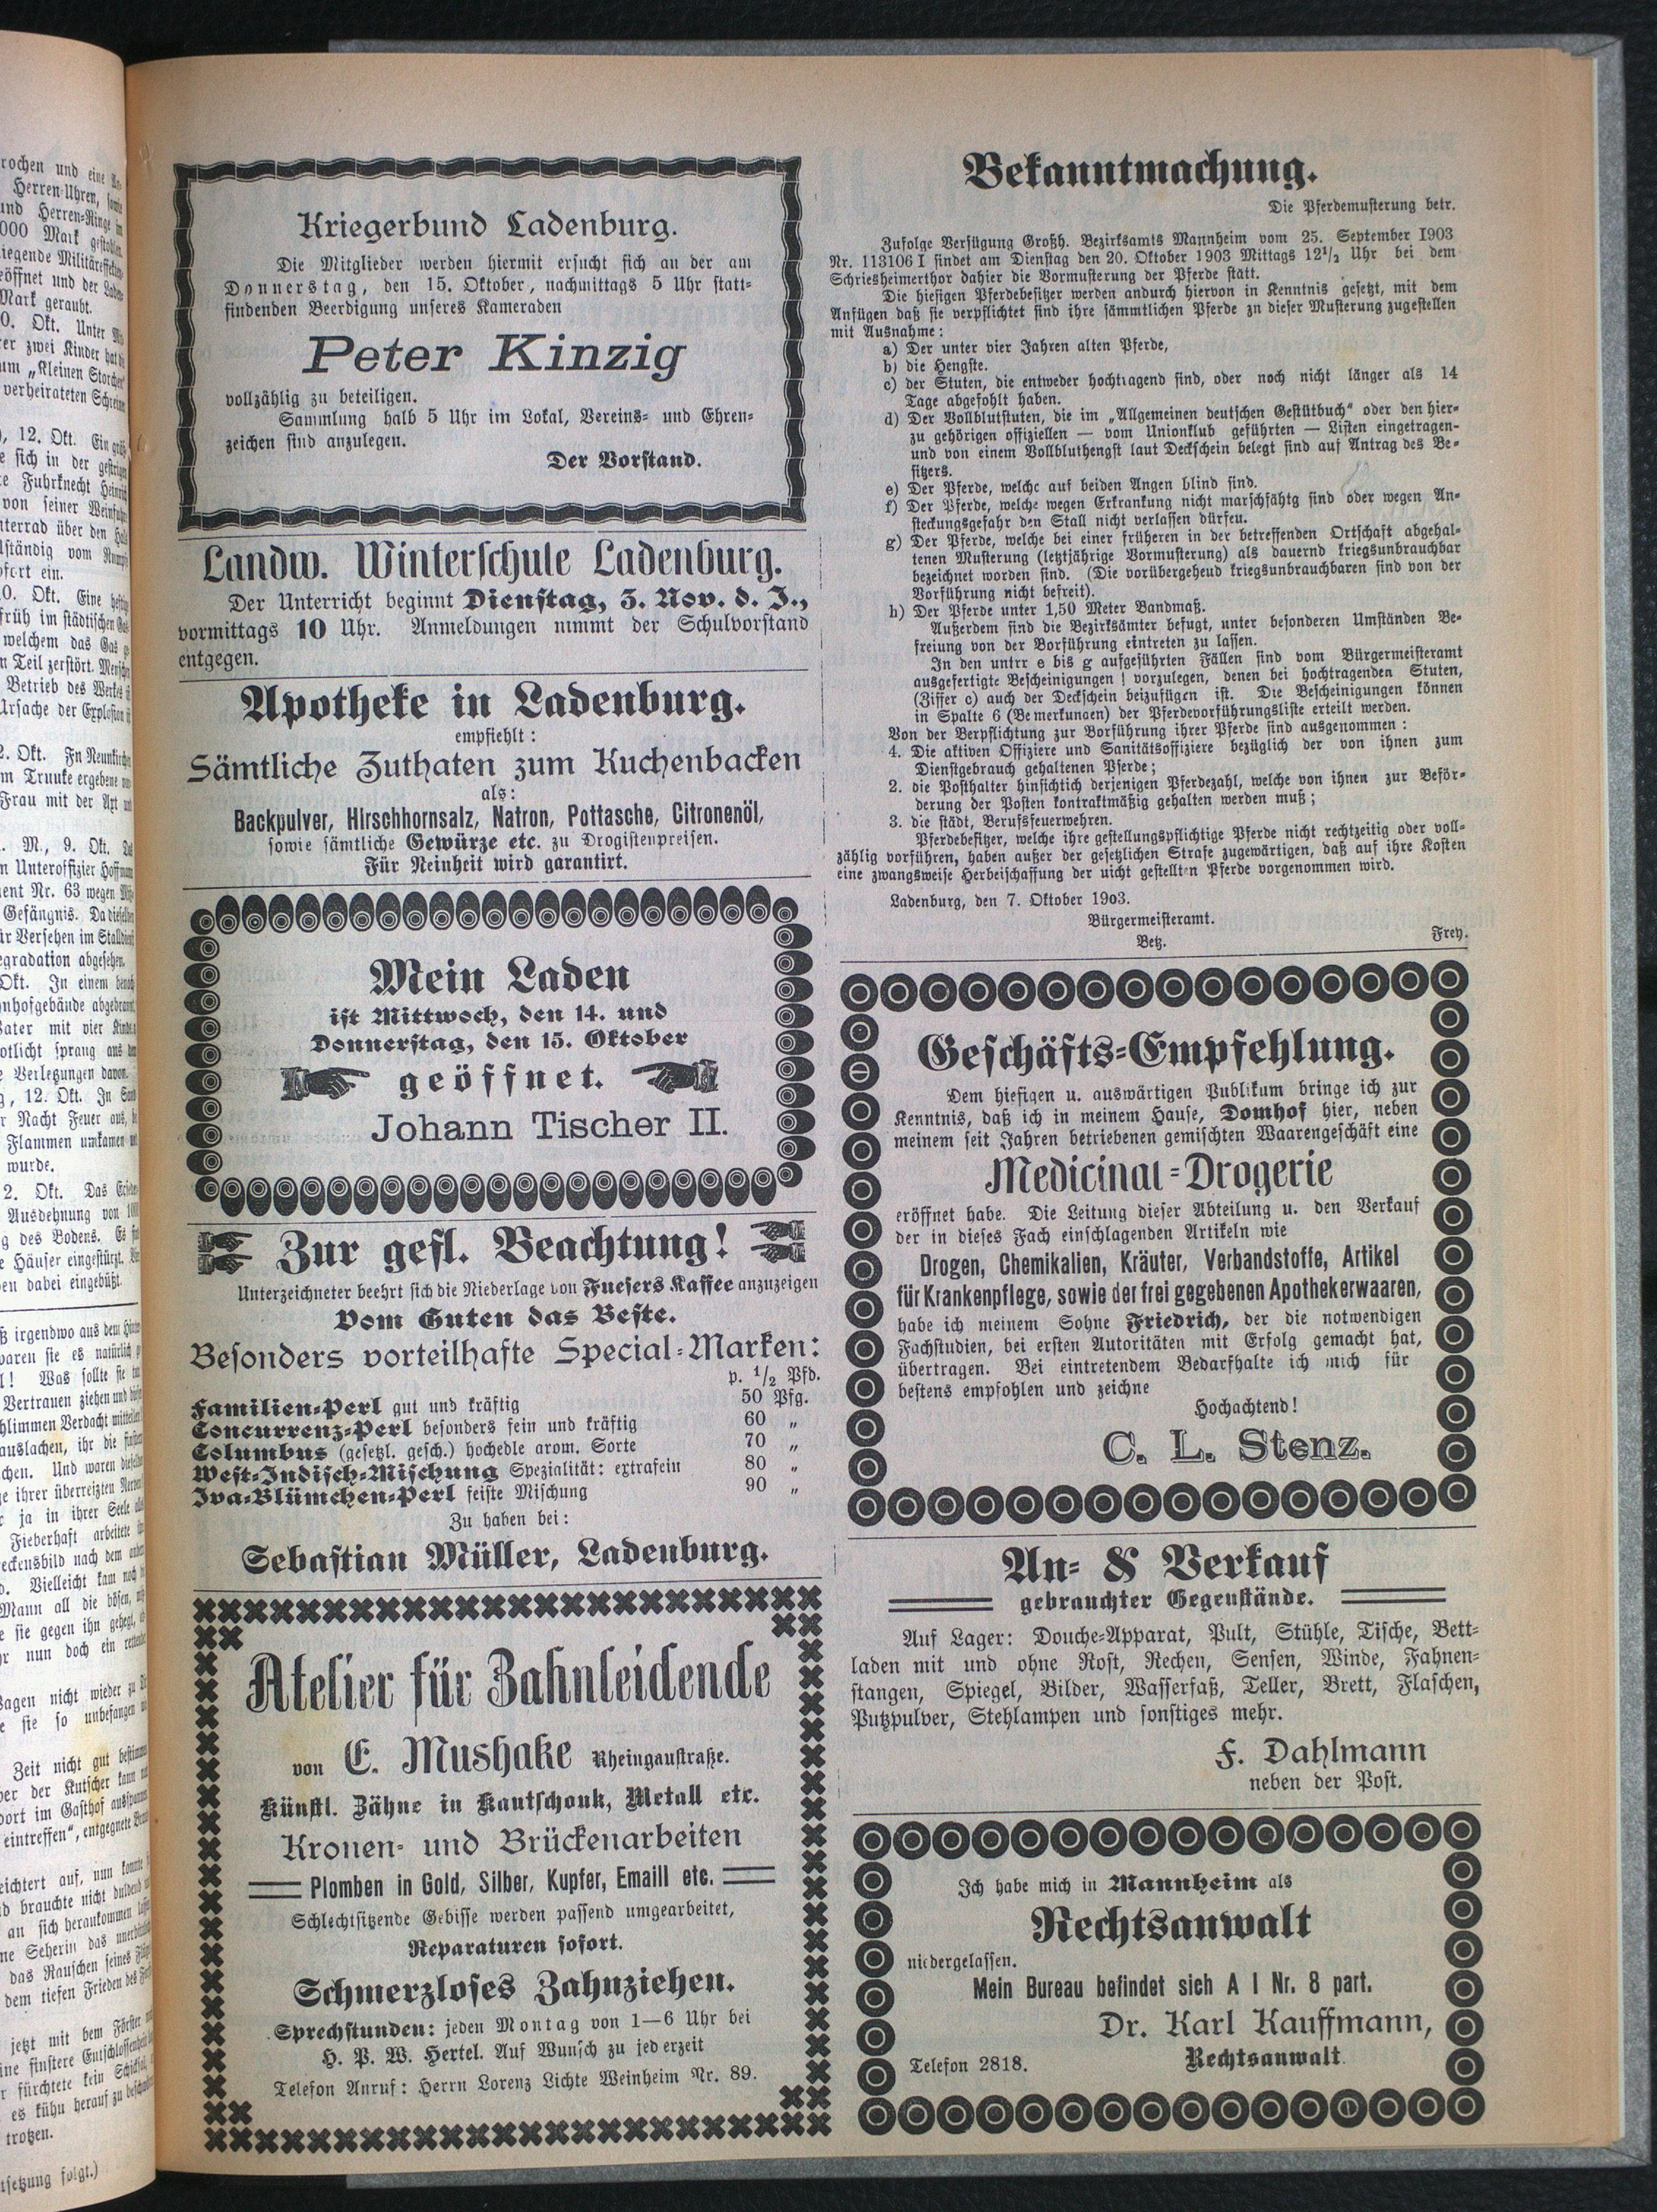 Kriegerbund Ladenburg.
Die Mitglieder werden hiermit ersucht sich an der am
Donnerstag, den 15. Oktober, nachmittags 5 Uhr statt-
findenden Beerdigung unseres Kameraden
Peter Kinzig
vollzählig zu beteiligen.
Sammlung halb 5 Uhr im Lokal, Vereins- und Ehren-
zeichen sind anzulegen.
Der Vorstand.
Landw. Winterschule Ladenburg.
Der Unterricht beginnt Dienstag, 3. Nov. d. J.,
vormittags 10 Uhr. Anmeldungen nimmt der Schulvorstand
entgegen.
Apotheke in Ladenburg.
empfiehlt:
Sämtliche Zuthaten zum Kuchenbacken
als:
Backpulver, Hirschhornsalz, Natron, Pottasche, Citronenöl,
sowie sämtliche Gewürze etc. zu Drogistenpreisen.
Für Reinheit wird garantirt.
Mein Laden
ist Mittwoch, den 14. und
Donnerstag, den 15. Oktober
geöffnet.
Johann Tischer II.
Zur gefl. Beachtung!
Unterzeichneter beehrt sich die Niederlage von Fuesers Kaffee anzuzeigen
Vom Guten das Beste.
Besonders vorteilhafte Special-Marken:
p. 1/2 Pfd.
Familien-Perl gut und kräftig 50 Pfg.
Concurrenz-Perl besonders fein und kräftig 60 „
Columbus (gesetzl. gesch.) hochedle arom. Sorte 70 „
West-Indisch-Mischung Spezialität: extrafein 80 „
Iva-Blümchen-Perl feiste Mischung 90 „
Zu haben bei:
Sebastian Müller, Ladenburg.
Atelier für Zahnleidende
von E. Mushake Rheingaustraße.
Künstl. Zähne in Kautschouk, Metall etc.
Kronen- und Brückenarbeiten
Plomben in Gold, Silber, Kupfer, Emaill etc.
Schlechtsitzende Gebisse werden passend umgearbeitet,
Reparaturen sofort.
Schmerzloses Zahnziehen.
Sprechstunden: jeden Montag von 1—6 Uhr bei
H. P. W. Hertel. Auf Wunsch zu jederzeit
Telefon Anruf: Herrn Lorenz Lichte Weinheim Nr. 89.
Bekanntmachung.
Die Pferdemusterung betr.
Zufolge Verfügung Großh. Bezirksamts Mannheim vom 25. September 1903
Nr. 113106 I findet am Dienstag den 20. Oktober 1903 Mittags 12 1/2 Uhr bei dem
Schriesheimerthor dahier die Vormusterung der Pferde statt.
Die hiesigen Pferdebesitzer werden andurch hiervon in Kenntnis gesetzt, mit dem
Anfügen daß sie verpflichtet sind ihre sämmtlichen Pferde zu dieser Musterung zugestellen
mit Ausnahme:
a) Der unter vier Jahren alten Pferde,
b) die Hengste.
c) der Stuten, die entweder hochtragend sind, oder noch nicht länger als 14
Tage abgefohlt haben.
d) Der Vollblutstuten, die im „Allgemeinen deutschen Gestütbuch“ oder den hier-
zu gehörigen offiziellen — vom Unionklub geführten — Listen eingetragen-
und von einem Vollbluthengst laut Deckschein belegt sind auf Antrag des Be-
sitzers.
e) Der Pferde, welche auf beiden Angen blind sind.
f) Der Pferde, welche wegen Erkrankung nicht marschfähtg sind oder wegen An-
steckungsgefahr den Stall nicht verlassen dürfeu.
g) Der Pferde, welche bei einer früheren in der betreffenden Ortschaft abgehal-
tenen Musterung (letztjährige Vormusterung) als dauernd kriegsunbrauchbar
bezeichnet worden sind. (Die vorübergehend kriegsunbrauchbaren sind von der
Vorführung nicht befreit).
h) Der Pferde unter 1,50 Meter Bandmaß.
Außerdem sind die Bezirksämter befugt, unter besonderen Umständen Be-
freiung von der Vorführung eintreten zu lassen.
In den untrr e bis g aufgeführten Fällen sind vom Bürgermeisteramt
ausgefertigte Bescheinigungen ! vorzulegen, denen bei hochtragenden Stuten,
(Ziffer c) auch der Deckschein beizufügen ist. Die Bescheinigungen können
in Spalte 6 (Bemerkungen) der Pferdevorführungsliste erteilt werden.
Von der Verpflichtung zur Vorführung ihrer Pferde sind ausgenommen:
4. Die aktiven Offiziere und Sanitätsoffiziere bezüglich der von ihnen zum
Dienstgebrauch gehaltenen Pferde;
2. die Posthalter hinsichtich derjenigen Pferdezahl, welche von ihnen zur Beför-
derung der Posten kontraktmäßig gehalten werden muß;
3. die städt, Berufsfeuerwehren.
Pferdebesitzer, welche ihre gestellungspflichtige Pferde nicht rechtzeitig oder voll-
zählig vorführen, haben außer der gesetzlichen Strafe zugewärtigen, daß auf ihre Kosten
eine zwangsweise Herbeischaffung der uicht gestellten Pferde vorgenommen wird.
Ladenburg, den 7. Oktober 19o3.
Bürgermeisteramt.
Betz.
Frey.
Geschäfts-Empfehlung.
Dem hiesigen u. auswärtigen Publikum bringe ich zur
Kenntnis, daß ich in meinem Hause, Domhof hier, neben
meinem seit Jahren betriebenen gemischten Waarengeschäft eine
Medicinal-Drogerie
eröffnet habe. Die Leitung dieser Abteilung u. den Verkauf
der in dieses Fach einschlagenden Artikeln wie
Drogen, Chemikalien, Kräuter, Verbandstoffe, Artikel
für Krankenpflege, sowie der frei gegebenen Apothekerwaaren,
habe ich meinem Sohne Friedrich, der die notwendigen
Fachstudien, bei ersten Autoritäten mit Erfolg gemacht hat,
übertragen. Bei eintretendem Bedarfhalte ich mich für
bestens empfohlen und zeichne
Hochachtend!
C. L. Stenz.
An- & Verkauf
gebrauchter Gegenstände.
Auf Lager: Douche-Apparat, Pult, Stühle, Tische, Bett-
laden mit und ohne Rost, Rechen, Sensen, Winde, Fahnen-
stangen, Spiegel, Bilder, Wasserfaß, Teller, Brett, Flaschen,
Putzpulver, Stehlampen und sonstiges mehr.
F. Dahlmann
neben der Post.
Ich habe mich in Mannheim als
Rechtsanwalt
niedergelassen.
Mein Bureau befindet sich A I Nr. 8 part.
Dr. Karl Kauffmann,
Telefon 2818. Rechtsanwalt